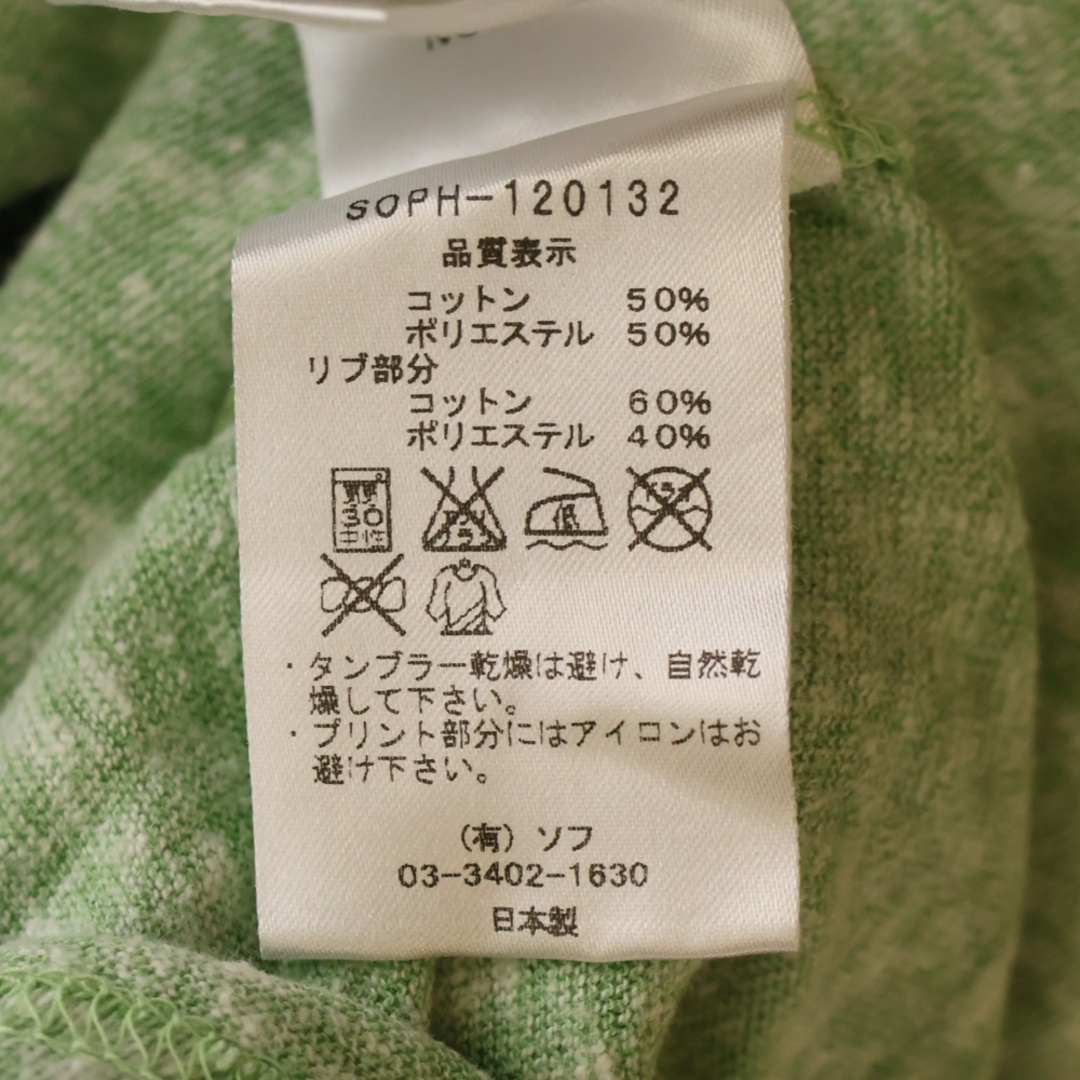 SOPH-120132
品質表示
コットン 50%
ポリエステル 50%
リブ部分
コットン 60%
ポリエステル 40%
30
中性
低
・タンブラー乾燥は避け、自然乾
燥して下さい。
・プリント部分にはアイロンはお
避け下さい。
(有)ソフ
03-3402-1630
日本製